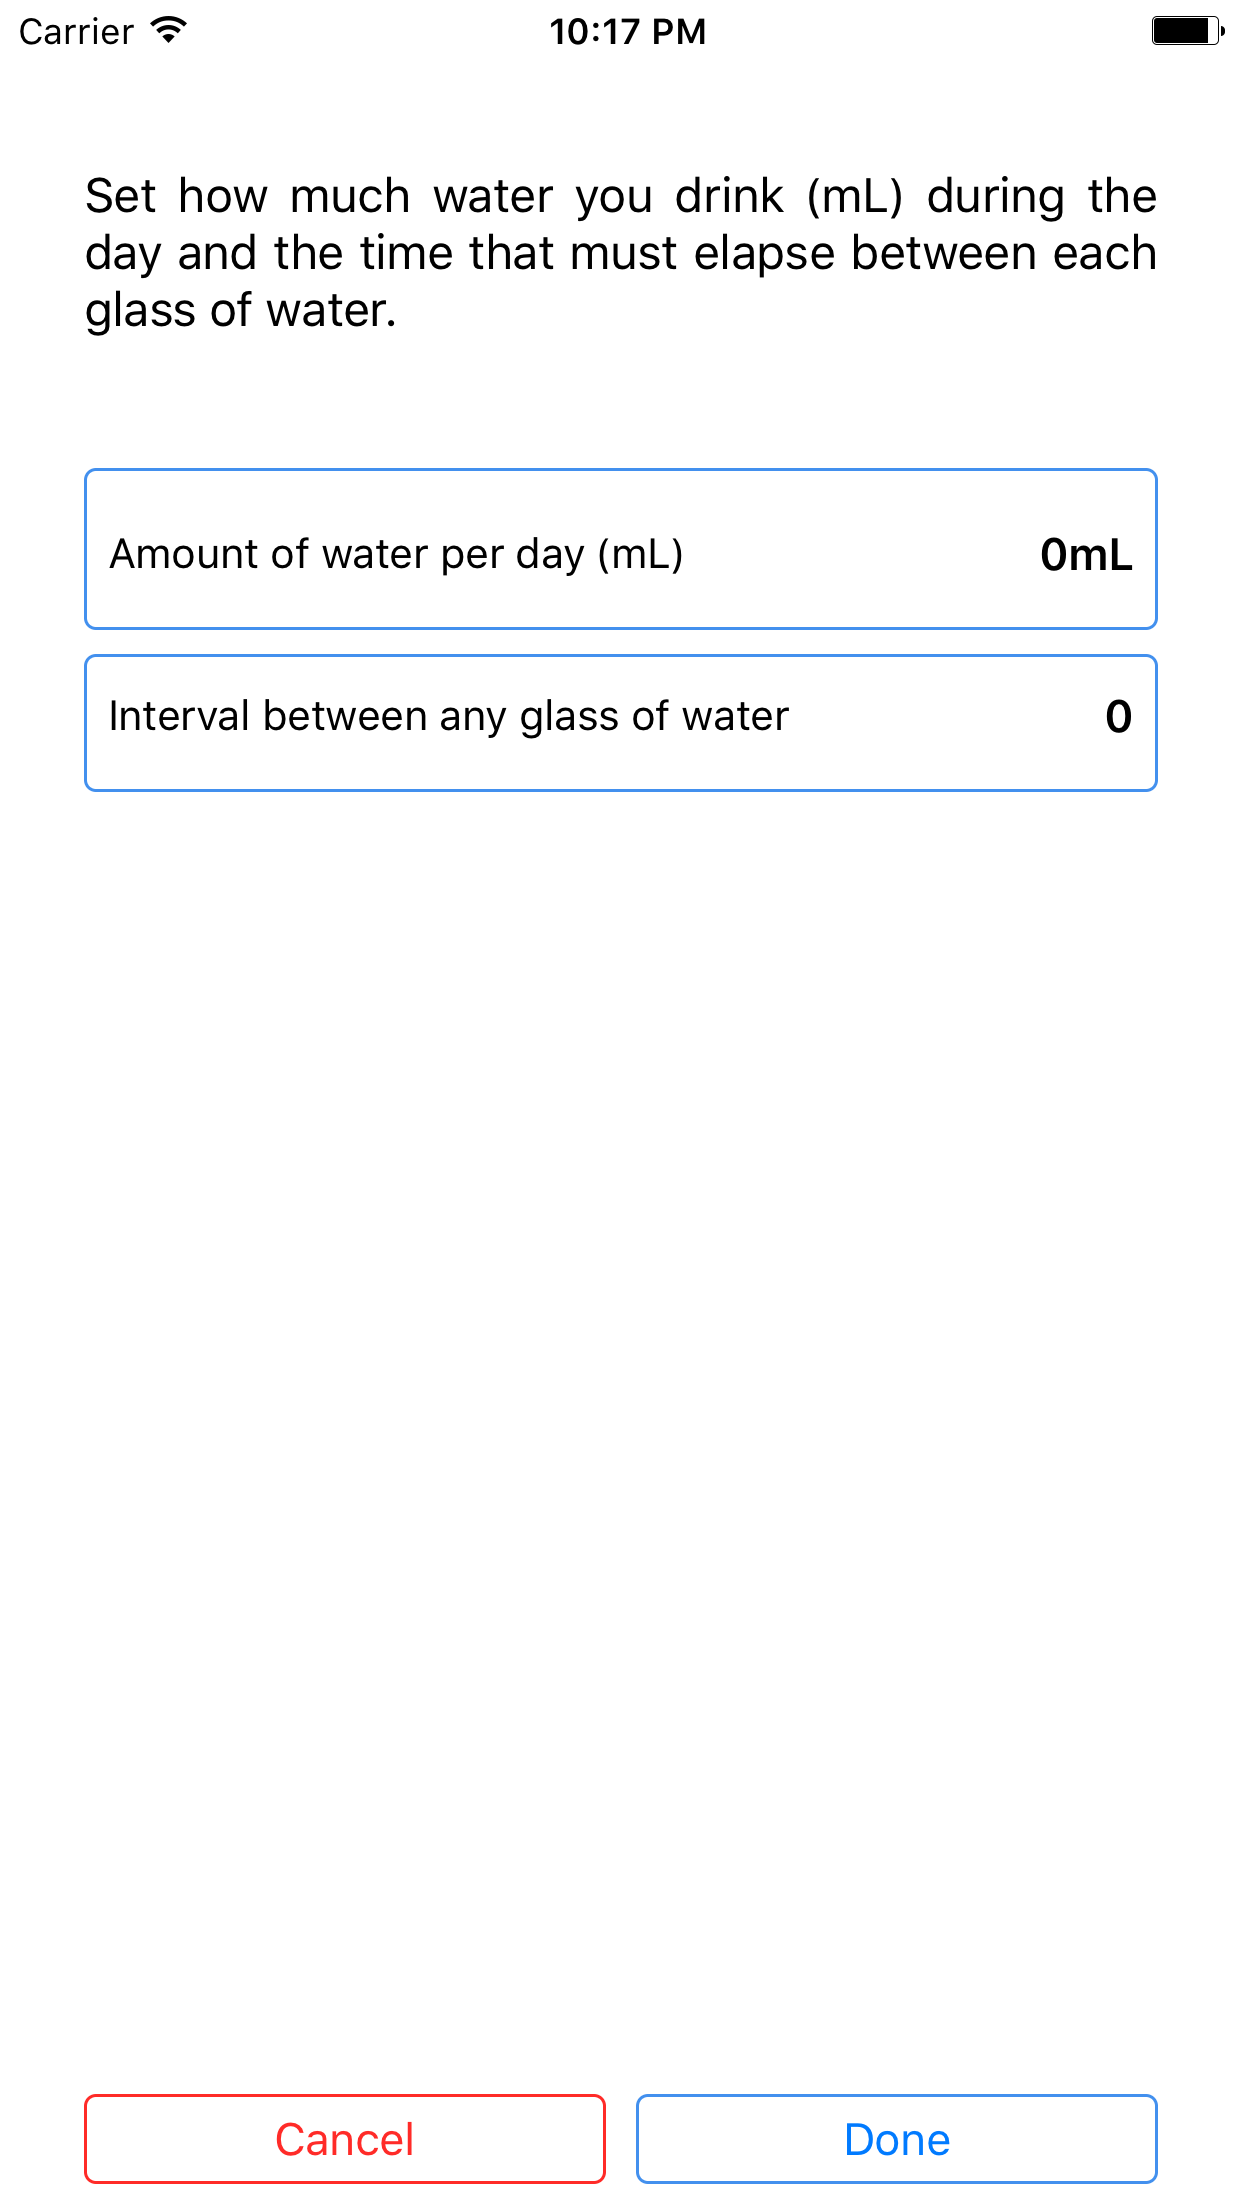 Carrier 10:17 PM
Set how much water you drink (mL) during the
day and the time that must elapse between each
glass of water.
Amount of water per day (mL) 0mL
Interval between any glass of water 0
Cancel Done